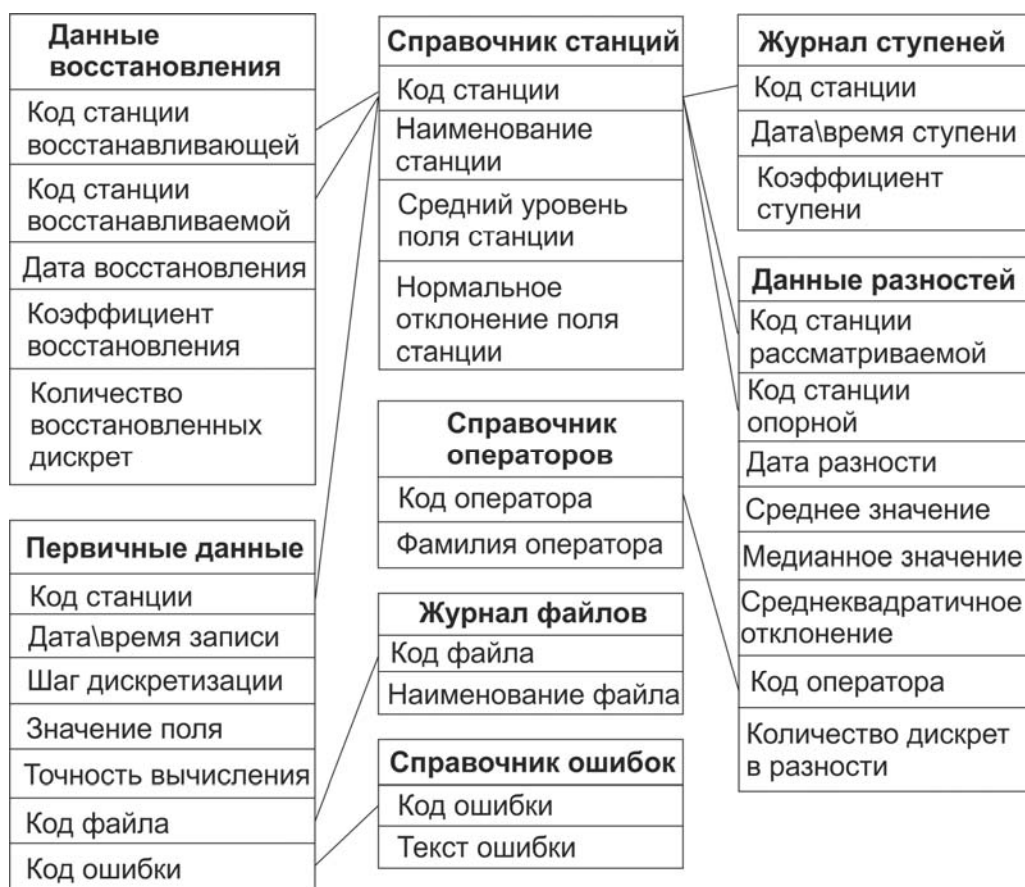 Данные
восстановления
Код станции
восстанавливающей
Код станции
восстанавливаемой
Дата восстановления
Коэффициент
восстановления
Количество
восстановленных
дискрет
Первичные данные
Код станции
Дата\время записи
Шаг дискретизации
Значение поля
Точность вычисления
Код файла
Код ошибки
Справочник станций
Код станции
Наименование
станции
Средний уровень
поля станции
Нормальное
отклонение поля
станции
Справочник
операторов
Код оператора
Фамилия оператора
Журнал файлов
Код файла
Наименование файла
Справочник ошибок
Код ошибки
Текст ошибки
Журнал ступеней
Код станции
Дата\время ступени
Коэффициент
ступени
Данные разностей
Код станции
рассматриваемой
Код станции
опорной
Дата разности
Среднее значение
Медианное значение
Среднеквадратичное
отклонение
Код оператора
Количество дискрет
в разности